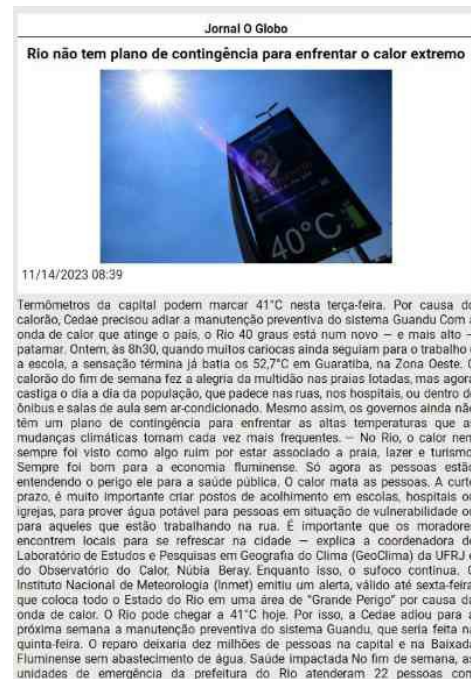 Jornal O Globo
Rio não tem plano de contingência para enfrentar o calor extremo
40°C
11/14/2023 08:39
Termômetros da capital podem marcar 41°C nesta terça-feira. Por causa do
calorão, Cedae precisou adiar a manutenção preventiva do sistema Guandu Com a
onda de calor que atinge o país, o Rio 40 graus está num novo — e mais alto —
patamar. Ontem, às 8h30, quando muitos cariocas ainda seguiam para o trabalho e
a escola, a sensação términa já batia os 52,7°C em Guaratiba, na Zona Oeste. O
calorão do fim de semana fez a alegria da multidão nas praias lotadas, mas agora
castiga o dia a dia da população, que padece nas ruas, nos hospitais, ou dentro de
ônibus e salas de aula sem ar-condicionado. Mesmo assim, os governos ainda não
têm um plano de contingência para enfrentar as altas temperaturas que as
mudanças climáticas tornam cada vez mais frequentes. — No Rio, o calor nem
sempre foi visto como algo ruim por estar associado a praia, lazer e turismo.
Sempre foi bom para a economia fluminense. Só agora as pessoas estão
entendendo o perigo ele para a saúde pública. O calor mata as pessoas. A curto
prazo, é muito importante criar postos de acolhimento em escolas, hospitais ou
igrejas, para prover água potável para pessoas em situação de vulnerabilidade ou
para aqueles que estão trabalhando na rua. É importante que os moradores
encontrem locais para se refrescar na cidade — explica a coordenadora do
Laboratório de Estudos e Pesquisas em Geografia do Clima (GeoClima) da UFRJ e
do Observatório do Calor, Núbia Beray. Enquanto isso, o sufoco continua. O
Instituto Nacional de Meteorologia (Inmet) emitiu um alerta, válido até sexta-feira,
que coloca todo o Estado do Rio em uma área de "Grande Perigo" por causa da
onda de calor. O Rio pode chegar a 41°C hoje. Por isso, a Cedae adiou para a
próxima semana a manutenção preventiva do sistema Guandu, que seria feita na
quinta-feira. O reparo deixaria dez milhões de pessoas na capital e na Baixada
Fluminense sem abastecimento de água. Saúde impactada No fim de semana, as
unidades de emergência da prefeitura do Rio atenderam 22 pessoas com